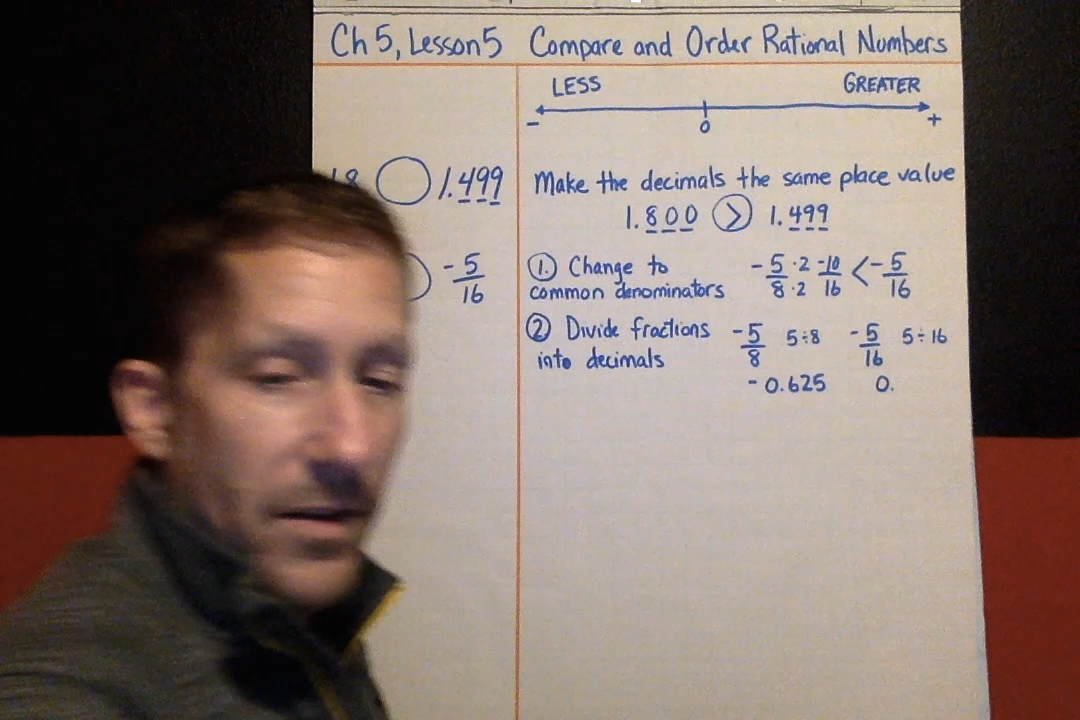 Ch 5, Lesson 5 Compare and Order Rational Numbers
LESS GREATER
- 0 +
1.499 Make the decimals the same place value
1.800 > 1.499
-5/16 ① Change to -5/8 ·2/·2 -10/16 < -5/16
common denominators
② Divide fractions -5/8 5÷8 -5/16 5÷16
into decimals
-0.625 0.